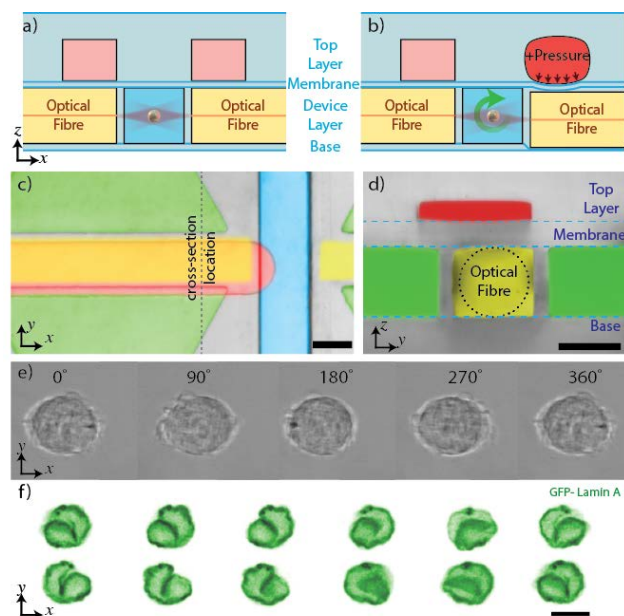 a)
Top
Layer
Membrane
Device
Layer
Base
Optical
Fibre
Optical
Fibre
z
x
b)
+Pressure
Optical
Fibre
Optical
Fibre
c)
cross-section
location
y
x
d)
Top
Layer
Membrane
Optical
Fibre
Base
z
y
e)
0° 90° 180° 270° 360°
y
x
f)
GFP- Lamin A
y
x